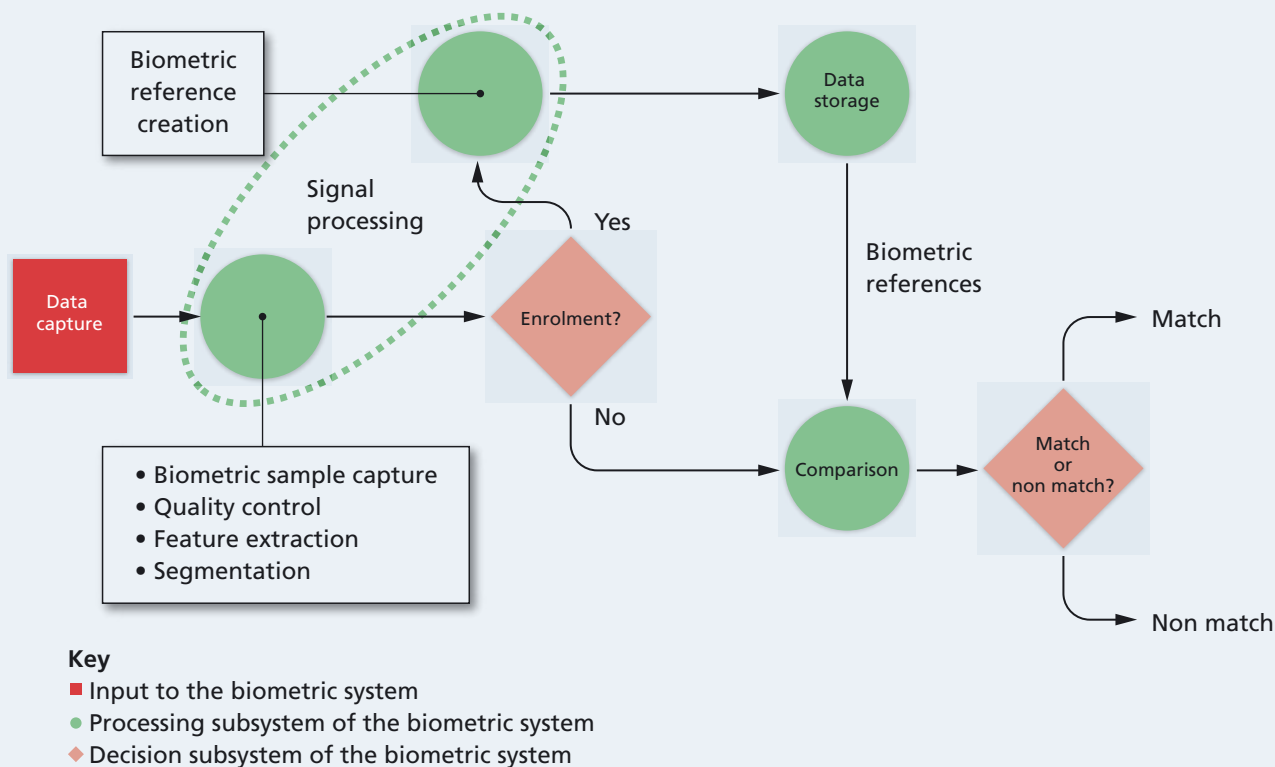 Biometric
reference
creation
Data
storage
Signal
processing
Yes
Data
capture
Enrolment?
Biometric
references
Match
No
Match
or
non match?
Comparison
• Biometric sample capture
• Quality control
• Feature extraction
• Segmentation
Non match
Key
Input to the biometric system
Processing subsystem of the biometric system
Decision subsystem of the biometric system